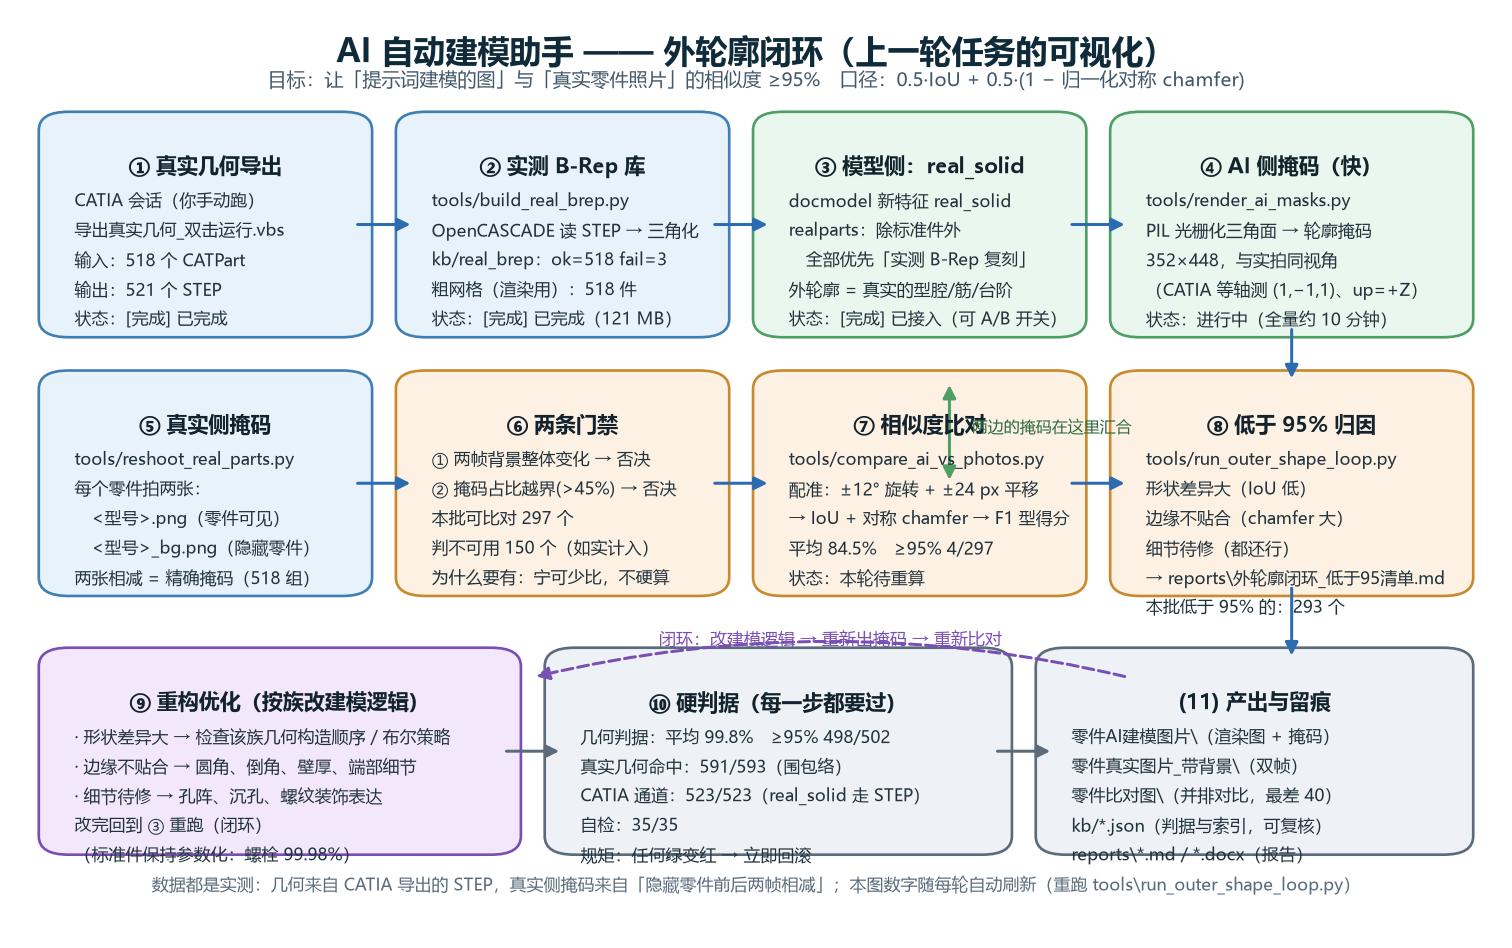 AI 自动建模助手 —— 外轮廓闭环（上一轮任务的可视化）
目标：让「提示词建模的图」与「真实零件照片」的相似度 ≥95%　口径：0.5·IoU + 0.5·(1 − 归一化对称 chamfer)
① 真实几何导出
CATIA 会话（你手动跑）
导出真实几何_双击运行.vbs
输入：518 个 CATPart
输出：521 个 STEP
状态：[完成] 已完成
② 实测 B-Rep 库
tools/build_real_brep.py
OpenCASCADE 读 STEP → 三角化
kb/real_brep：ok=518 fail=3
粗网格（渲染用）：518 件
状态：[完成] 已完成（121 MB）
③ 模型侧：real_solid
docmodel 新特征 real_solid
realparts：除标准件外
全部优先「实测 B-Rep 复刻」
外轮廓 = 真实的型腔/筋/台阶
状态：[完成] 已接入（可 A/B 开关）
④ AI 侧掩码（快）
tools/render_ai_masks.py
PIL 光栅化三角面 → 轮廓掩码
352×448，与实拍同视角
（CATIA 等轴测 (1,−1,1)、up=+Z）
状态：进行中（全量约 10 分钟）
⑤ 真实侧掩码
tools/reshoot_real_parts.py
每个零件拍两张：
<型号>.png（零件可见）
<型号>_bg.png（隐藏零件）
两张相减 = 精确掩码（518 组）
⑥ 两条门禁
① 两帧背景整体变化 → 否决
② 掩码占比越界(>45%) → 否决
本批可比对 297 个
判不可用 150 个（如实计入）
为什么要有：宁可少比，不硬算
⑦ 相似度比对
两边的掩码在这里汇合
tools/compare_ai_vs_photos.py
配准：±12° 旋转 + ±24 px 平移
→ IoU + 对称 chamfer → F1 型得分
平均 84.5%　≥95% 4/297
状态：本轮待重算
⑧ 低于 95% 归因
tools/run_outer_shape_loop.py
形状差异大（IoU 低）
边缘不贴合（chamfer 大）
细节待修（都还行）
→ reports\外轮廓闭环_低于95清单.md
本批低于 95% 的：293 个
闭环：改建模逻辑 → 重新出掩码 → 重新比对
⑨ 重构优化（按族改建模逻辑）
· 形状差异大 → 检查该族几何构造顺序 / 布尔策略
· 边缘不贴合 → 圆角、倒角、壁厚、端部细节
· 细节待修 → 孔阵、沉孔、螺纹装饰表达
改完回到 ③ 重跑（闭环）
（标准件保持参数化：螺栓 99.98%）
⑩ 硬判据（每一步都要过）
几何判据：平均 99.8%　≥95% 498/502
真实几何命中：591/593（围包络）
CATIA 通道：523/523（real_solid 走 STEP）
自检：35/35
规矩：任何绿变红 → 立即回滚
(11) 产出与留痕
零件AI建模图片\（渲染图 + 掩码）
零件真实图片_带背景\（双帧）
零件比对图\（并排对比，最差 40）
kb/*.json（判据与索引，可复核）
reports\*.md / *.docx（报告）
数据都是实测：几何来自 CATIA 导出的 STEP，真实侧掩码来自「隐藏零件前后两帧相减」；本图数字随每轮自动刷新（重跑 tools\run_outer_shape_loop.py）